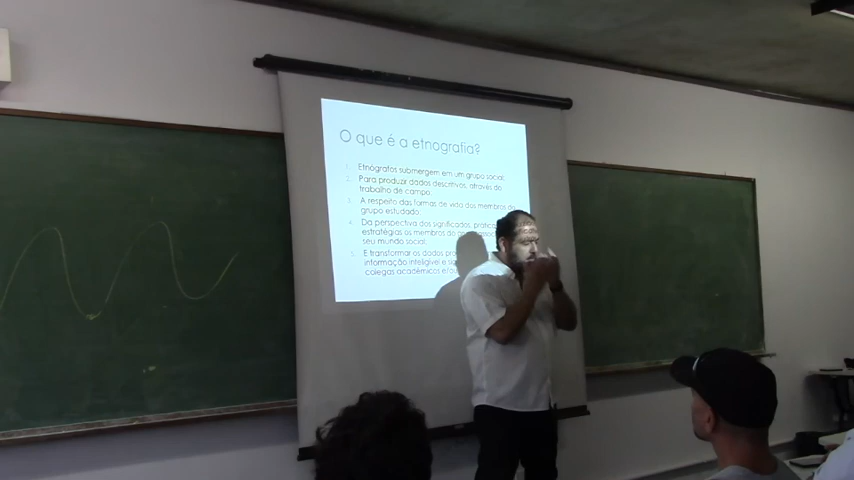 O que é a etnografia?
1. Etnógrafos submergem em um grupo social;
2. Para produzir dados descritivos, através do
trabalho de campo;
3. A respeito das formas de vida dos membros do
grupo estudado
4. Da perspectiva dos significados,
estratégias os membros do
seu mundo social;
5. E transformar os dados
informação inteligível e
colegas acadêmicos e/ou